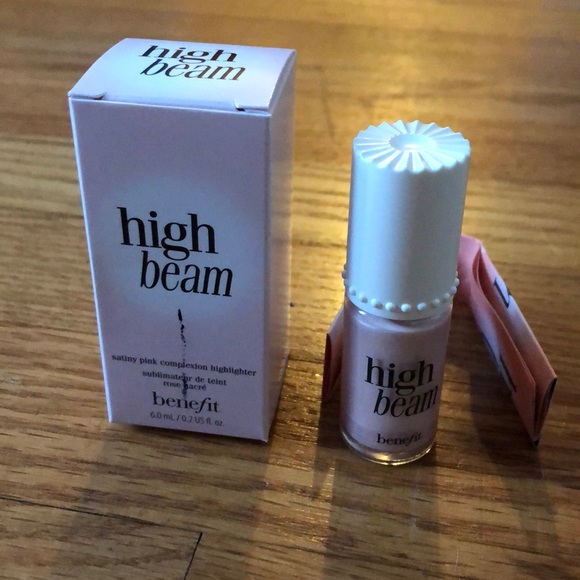 high
beam
high
beam
satiny pink complexion highlighter
sublimateur de teint
rose nacré
benefit
6.0 mL / 0.2 US fl. oz
high
beam
benefit